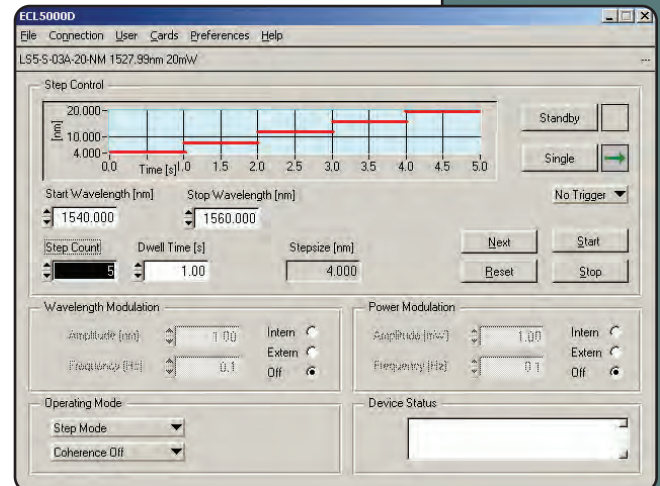 ECL5000D
File Connection User Cards Preferences Help
LS5-S-03A-20-NM 1527.99nm 20mW ...
Step Control
20.000
[nm]
10.000
4.000
0.0 Time [s] 1.0 1.5 2.0 2.5 3.0 3.5 4.0 4.5 5.0
Standby
Single
No Trigger
Start Wavelength [nm] Stop Wavelength [nm]
1540.000 1560.000
Step Count Dwell Time [s] Stepsize [nm]
5 1.00 4.000
Next Start
Reset Stop
Wavelength Modulation
Amplitude [nm] 1.00 Intern
Extern
Frequency [Hz] 0.1 Off
Power Modulation
Amplitude [mW] 1.00 Intern
Extern
Frequency [Hz] 0.1 Off
Operating Mode
Step Mode
Coherence Off
Device Status